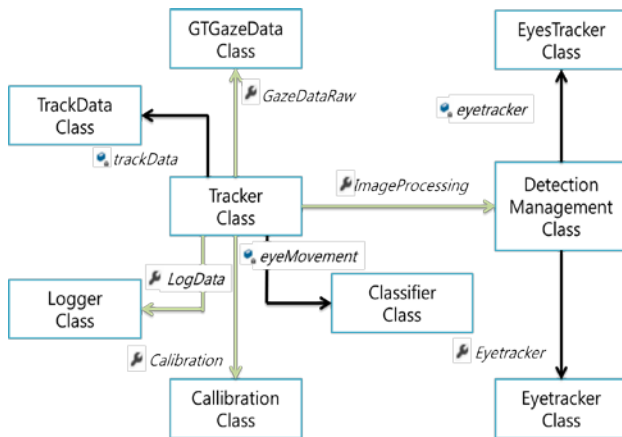 GTGazeData
Class
EyesTracker
Class
GazeDataRaw
TrackData
Class
eyetracker
trackData
Tracker
Class
ImageProcessing
Detection
Management
Class
eyeMovement
LogData
Logger
Class
Classifier
Class
Calibration
Eyetracker
Callibration
Class
Eyetracker
Class